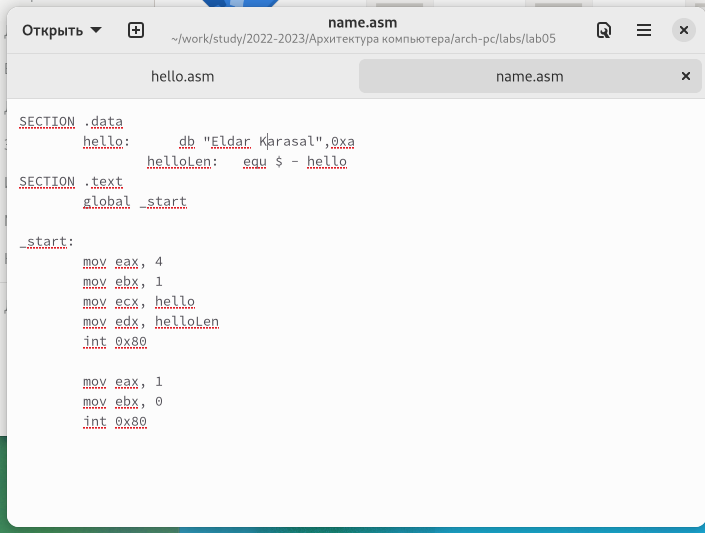 Открыть
name.asm
~/work/study/2022-2023/Архитектура компьютера/arch-pc/labs/lab05
hello.asm
name.asm
SECTION .data
hello: db "Eldar Karasal",0xa
helloLen: equ $ - hello
SECTION .text
global _start
_start:
mov eax, 4
mov ebx, 1
mov ecx, hello
mov edx, helloLen
int 0x80
mov eax, 1
mov ebx, 0
int 0x80